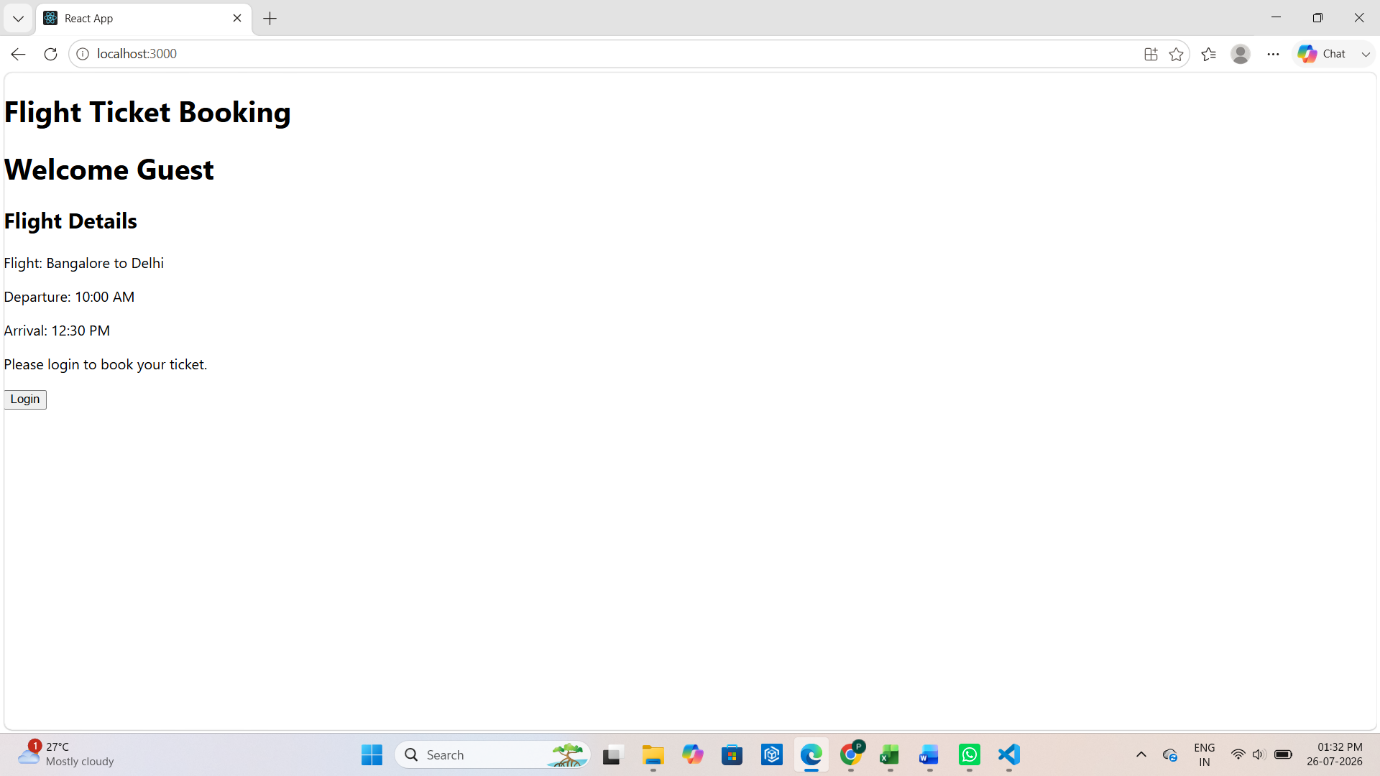 React App
localhost:3000
Chat
Flight Ticket Booking
Welcome Guest
Flight Details
Flight: Bangalore to Delhi
Departure: 10:00 AM
Arrival: 12:30 PM
Please login to book your ticket.
Login
1
27°C
Mostly cloudy
Search
P
ENG
IN
01:32 PM
26-07-2026